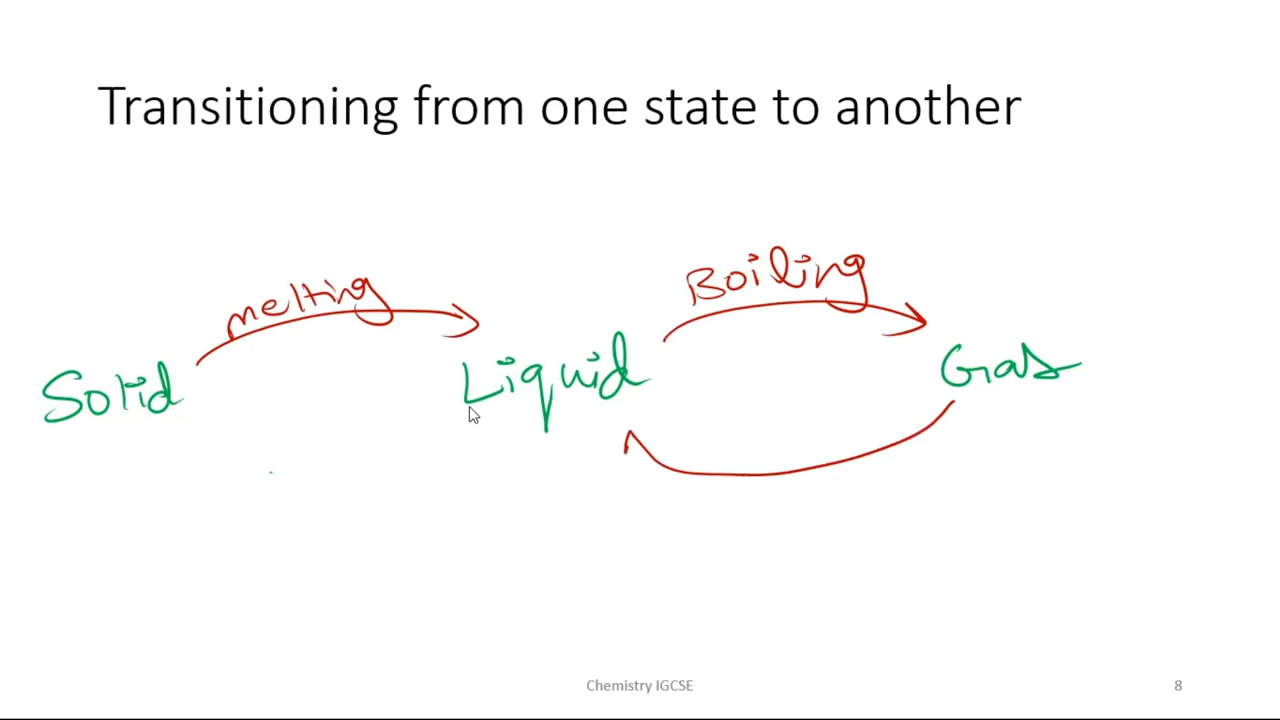 Transitioning from one state to another
melting
Boiling
Solid
Liquid
Gas
Chemistry IGCSE
8